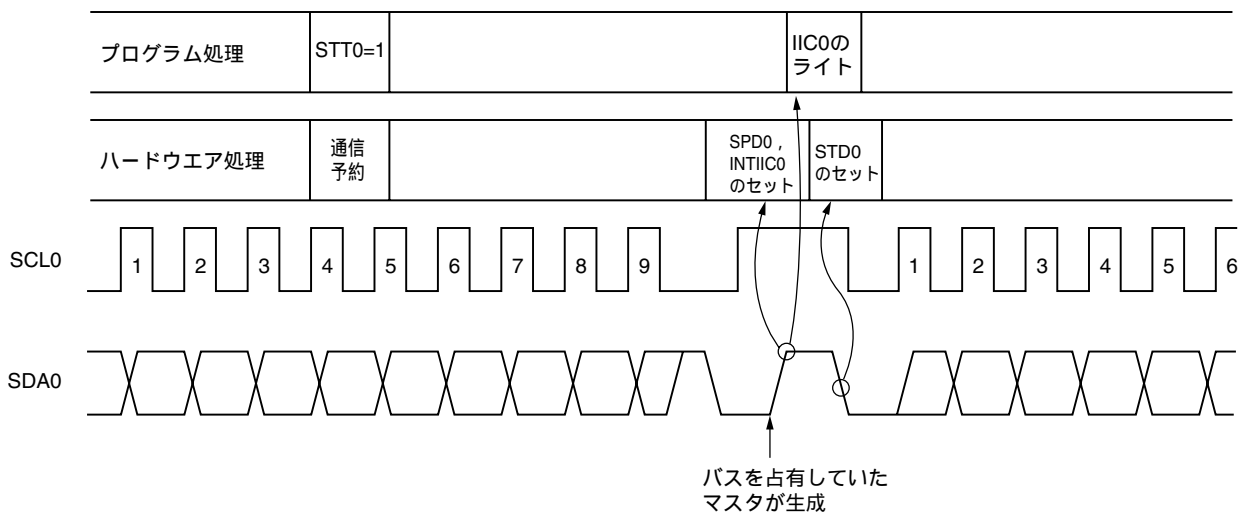 プログラム処理
STT0=1
IIC0の
ライト
ハードウエア処理
通信
予約
SPD0 ,
INTIIC0
のセット
STD0
のセット
SCL0
1 2 3 4 5 6 7 8 9 1 2 3 4 5 6
SDA0
バスを占有していた
マスタが生成